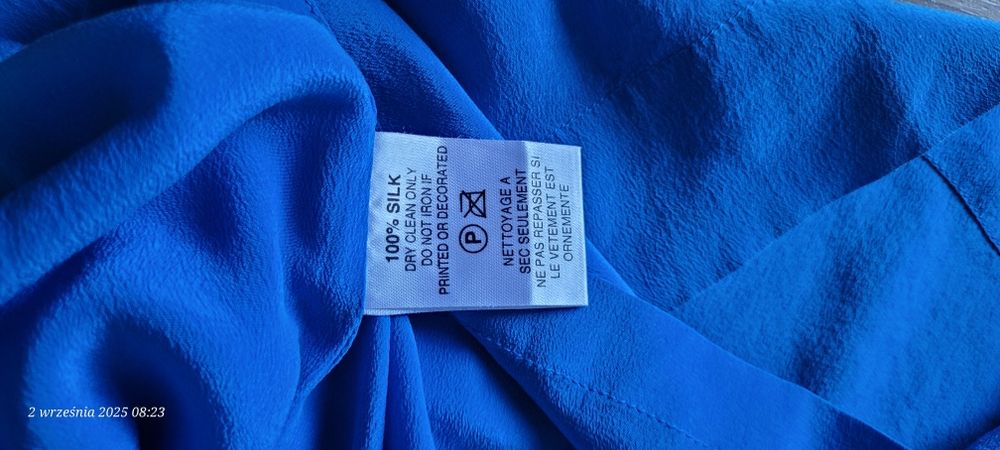 100% SILK
DRY CLEAN ONLY
DO NOT IRON IF
PRINTED OR DECORATED
P
NETTOYAGE A
SEC SEULEMENT
NE PAS REPASSER SI
LE VETEMENT EST
ORNEMENTE
2 września 2025 08:23